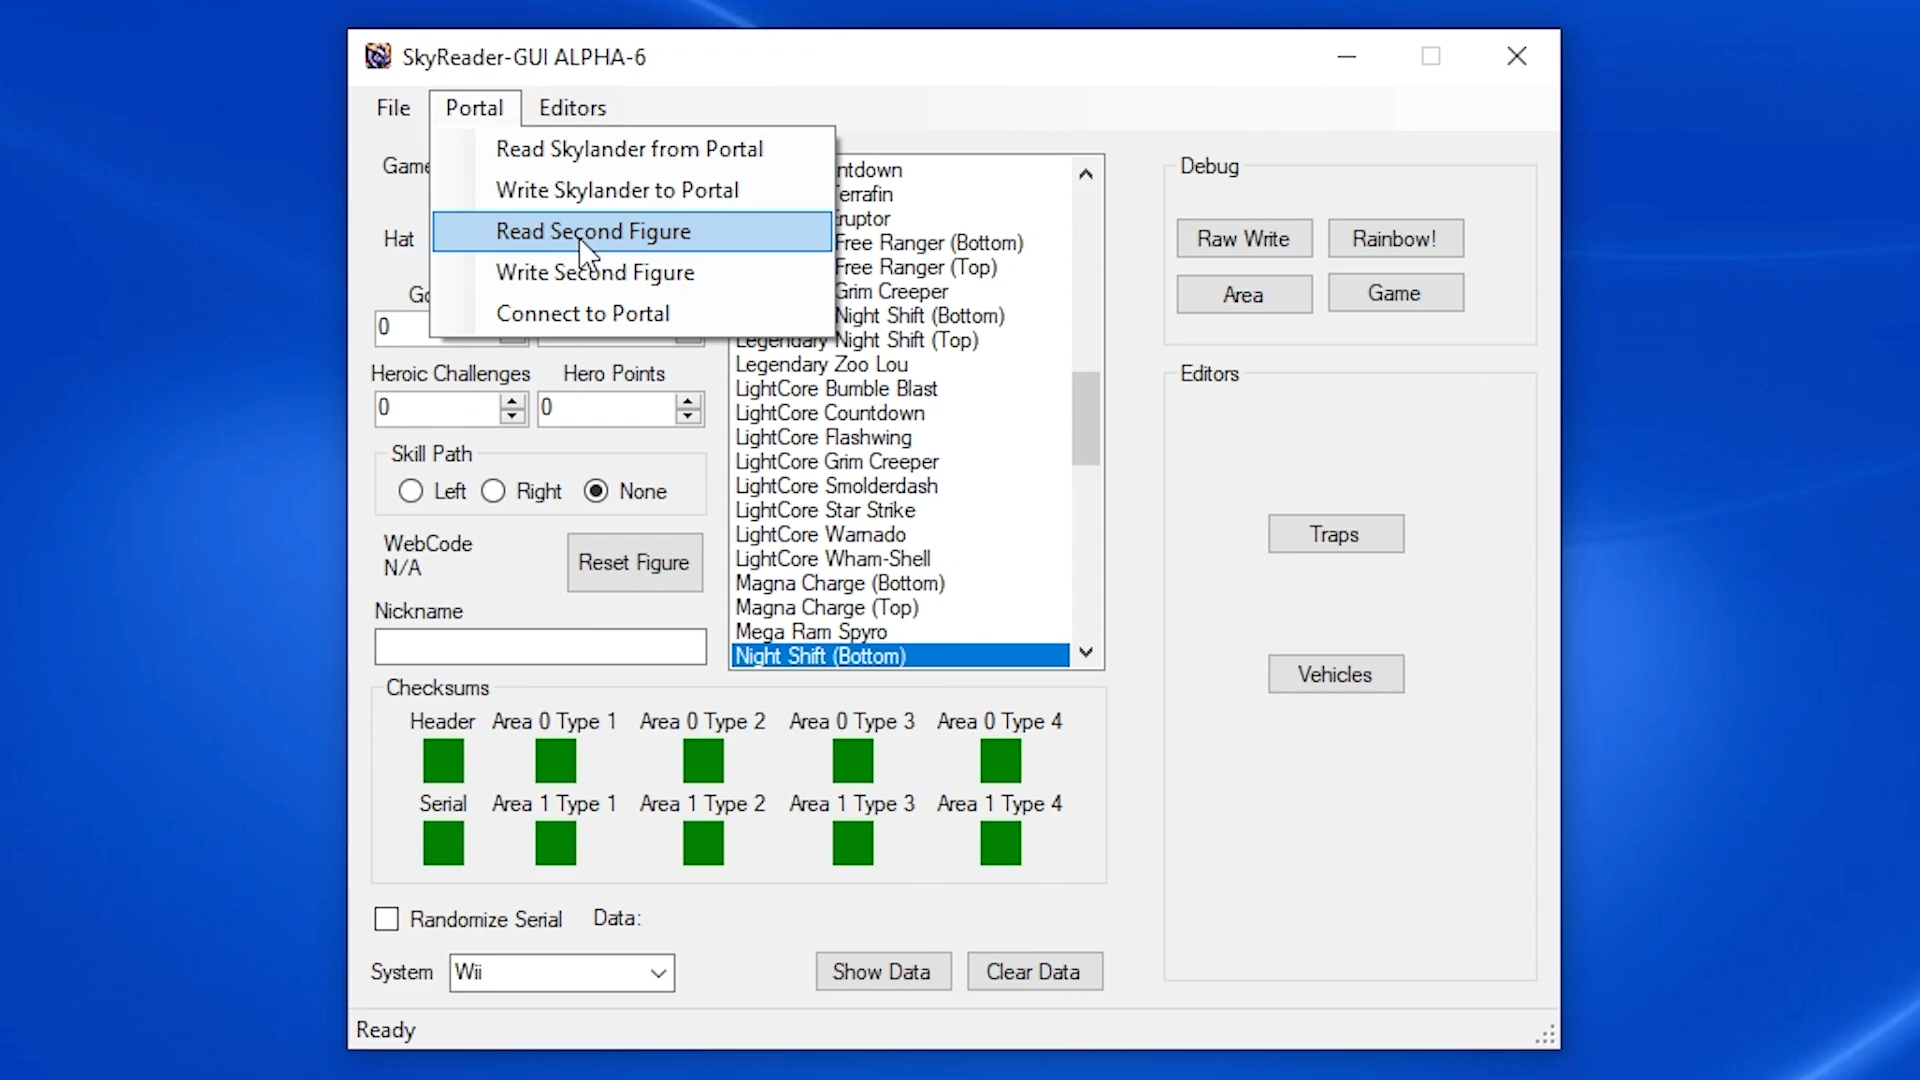 SkyReader-GUI ALPHA-6
File Portal Editors
Read Skylander from Portal
Write Skylander to Portal
Read Second Figure
Write Second Figure
Connect to Portal
Game
Hat
Go
0
Heroic Challenges Hero Points
0 0
Skill Path
Left Right None
WebCode
N/A
Reset Figure
Nickname
ntdown
errafin
ruptor
Free Ranger (Bottom)
Free Ranger (Top)
Grim Creeper
Night Shift (Bottom)
Legendary Night Shift (Top)
Legendary Zoo Lou
LightCore Bumble Blast
LightCore Countdown
LightCore Flashwing
LightCore Grim Creeper
LightCore Smolderdash
LightCore Star Strike
LightCore Warnado
LightCore Wham-Shell
Magna Charge (Bottom)
Magna Charge (Top)
Mega Ram Spyro
Night Shift (Bottom)
Debug
Raw Write Rainbow!
Area Game
Editors
Traps
Vehicles
Checksums
Header Area 0 Type 1 Area 0 Type 2 Area 0 Type 3 Area 0 Type 4
Serial Area 1 Type 1 Area 1 Type 2 Area 1 Type 3 Area 1 Type 4
Randomize Serial Data:
System Wii Show Data Clear Data
Ready